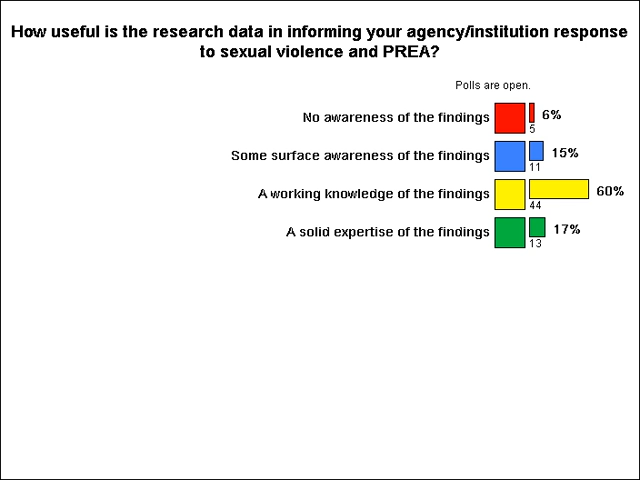 How useful is the research data in informing your agency/institution response
to sexual violence and PREA?
Polls are open.
No awareness of the findings 6%
5
Some surface awareness of the findings 15%
11
A working knowledge of the findings 60%
44
A solid expertise of the findings 17%
13